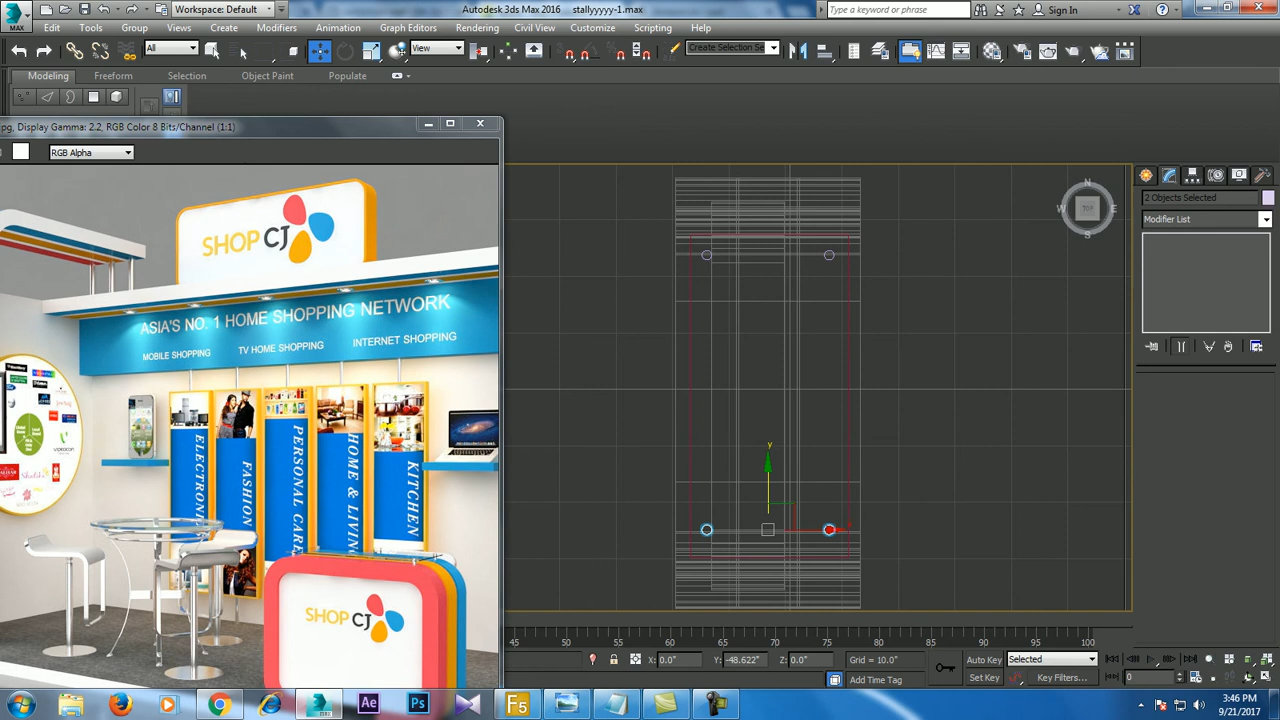 Workspace: Default
Autodesk 3ds Max 2016 stallyyyyy-1.max
Type a keyword or phrase
Sign In
MAX
Edit Tools Group Views Create Modifiers Animation Graph Editors Rendering Civil View Customize Scripting Help
All
View
Create Selection Se
Modeling Freeform Selection Object Paint Populate
pg, Display Gamma: 2.2, RGB Color 8 Bits/Channel (1:1)
RGB Alpha
SHOP CJ
ASIA'S NO. 1 HOME SHOPPING NETWORK
MOBILE SHOPPING TV HOME SHOPPING INTERNET SHOPPING
ELECTRONI
FASHION
PERSONAL CARE
HOME & LIVING
KITCHEN
SHOP CJ
N
W TOP E
S
y
2 Objects Selected
Modifier List
45 50 55 60 65 70 75 80 85 90 95 100
X: 0.0" Y: -48.622" Z: 0.0" Grid = 10.0"
Add Time Tag
Auto Key Selected
Set Key Key Filters...
0
MAX
Ae
Ps
F5
3:46 PM
9/21/2017